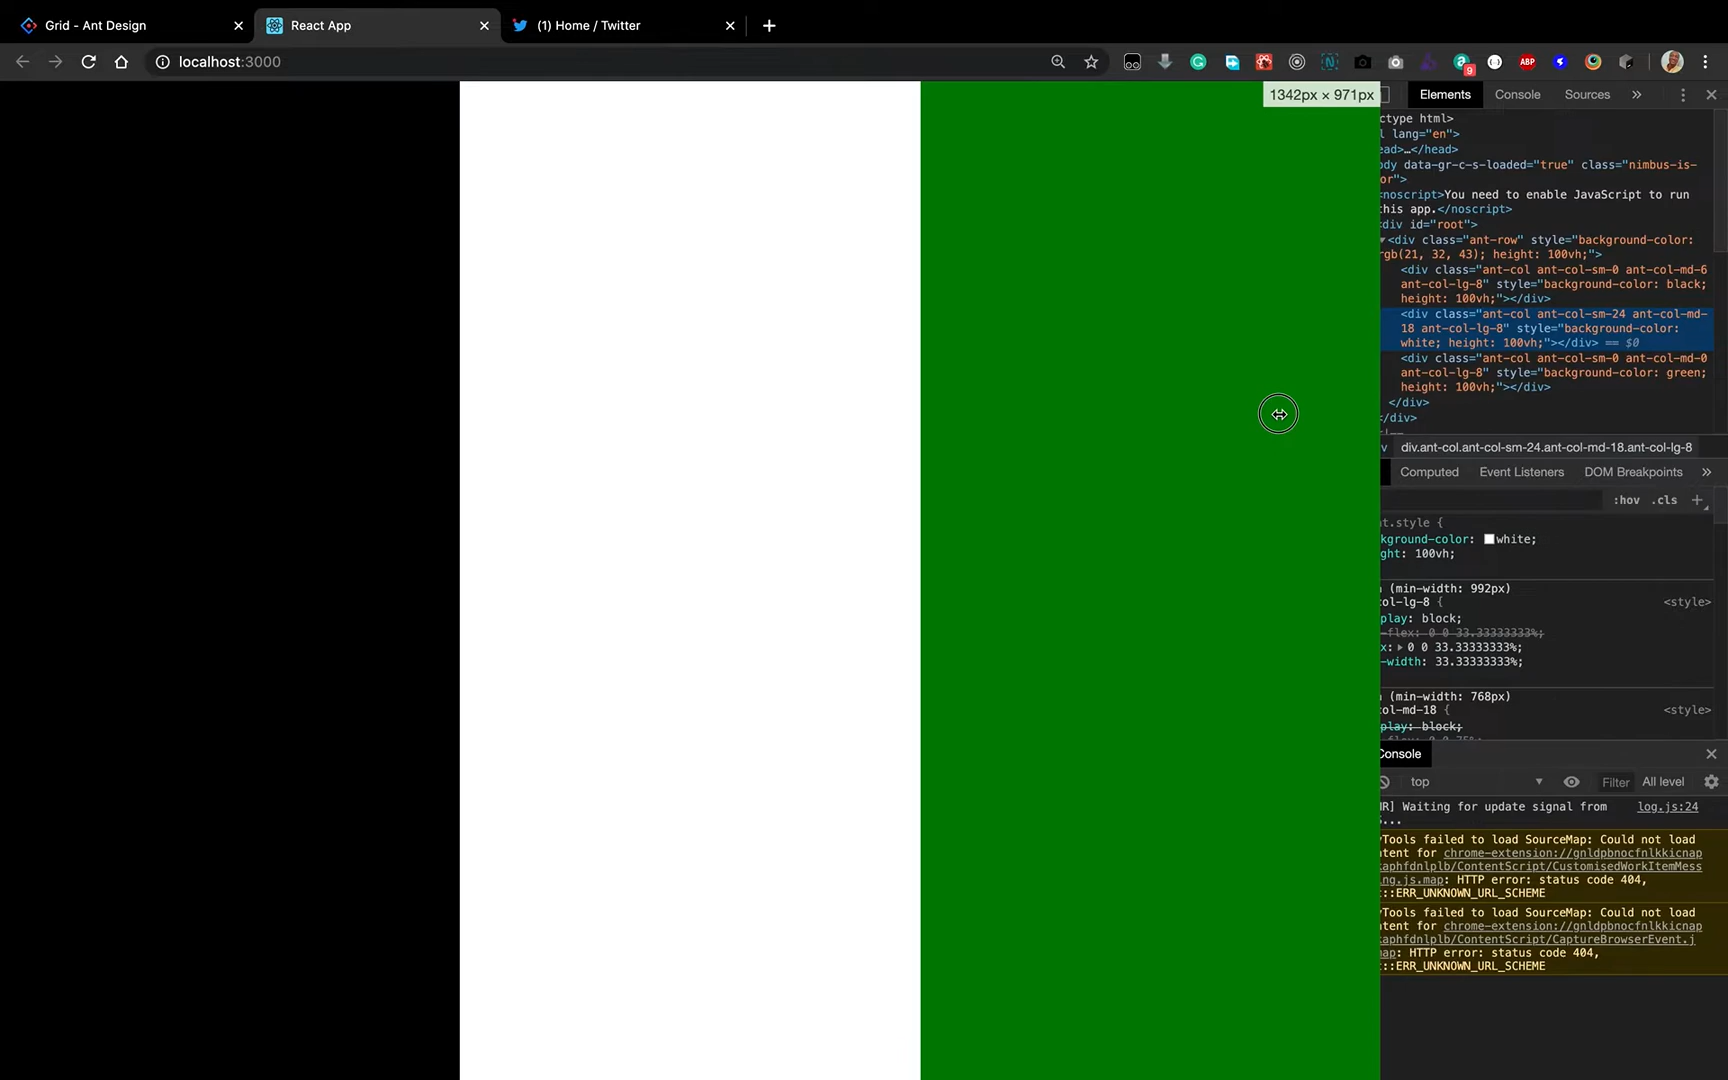 Grid - Ant Design
React App
(1) Home / Twitter
localhost:3000
9
ABP
1342px × 971px
Elements
Console
Sources
ctype html>
l lang="en">
ead>…</head>
ody data-gr-c-s-loaded="true" class="nimbus-is-
or">
<noscript>You need to enable JavaScript to run
this app.</noscript>
<div id="root">
<div class="ant-row" style="background-color:
rgb(21, 32, 43); height: 100vh;">
<div class="ant-col ant-col-sm-0 ant-col-md-6
ant-col-lg-8" style="background-color: black;
height: 100vh;"></div>
<div class="ant-col ant-col-sm-24 ant-col-md-
18 ant-col-lg-8" style="background-color:
white; height: 100vh;"></div> == $0
<div class="ant-col ant-col-sm-0 ant-col-md-0
ant-col-lg-8" style="background-color: green;
height: 100vh;"></div>
</div>
</div>
div.ant-col.ant-col-sm-24.ant-col-md-18.ant-col-lg-8
Computed
Event Listeners
DOM Breakpoints
:hov .cls +
nt.style {
kground-color: white;
ght: 100vh;
(min-width: 992px)
col-lg-8 {
<style>
play: block;
-flex: 0 0 33.33333333%;
x: 0 0 33.33333333%;
-width: 33.33333333%;
(min-width: 768px)
col-md-18 {
<style>
play: block;
Console
top
Filter
All level
R] Waiting for update signal from
log.js:24
S...
Tools failed to load SourceMap: Could not load
tent for chrome-extension://gnldpbnocfnlkkicnap
kaphfdnlplb/ContentScript/CustomisedWorkItemMess
ng.js.map: HTTP error: status code 404,
::ERR_UNKNOWN_URL_SCHEME
Tools failed to load SourceMap: Could not load
tent for chrome-extension://gnldpbnocfnlkkicnap
kaphfdnlplb/ContentScript/CaptureBrowserEvent.j
map: HTTP error: status code 404,
::ERR_UNKNOWN_URL_SCHEME